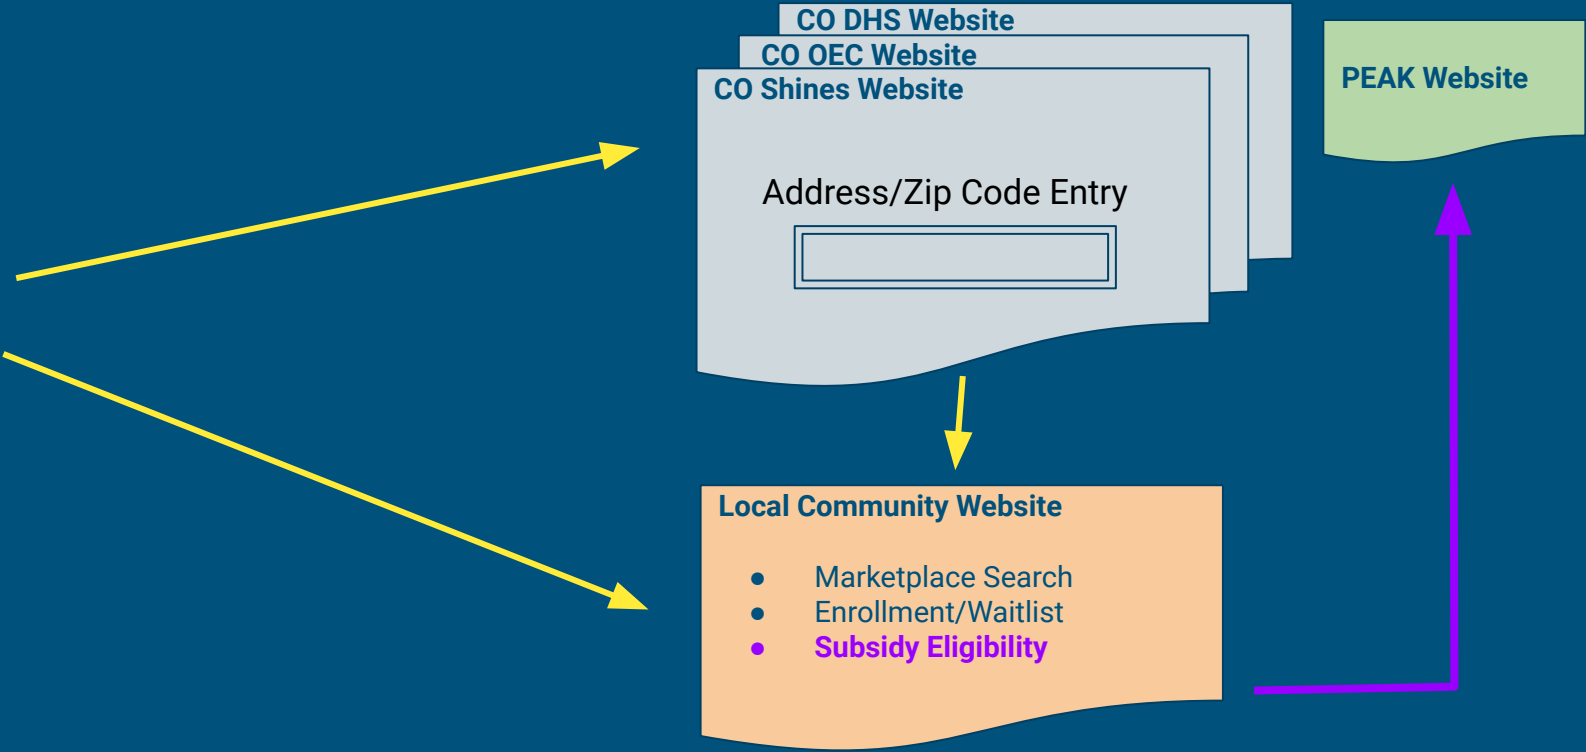 CO DHS Website
CO OEC Website
CO Shines Website
Address/Zip Code Entry
PEAK Website
Local Community Website
● Marketplace Search
● Enrollment/Waitlist
● Subsidy Eligibility